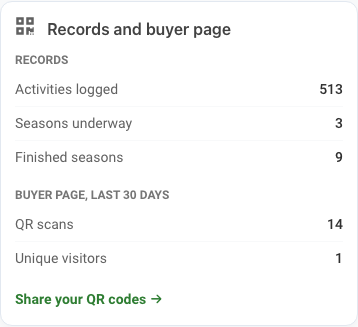 Records and buyer page
RECORDS
Activities logged 513
Seasons underway 3
Finished seasons 9
BUYER PAGE, LAST 30 DAYS
QR scans 14
Unique visitors 1
Share your QR codes →